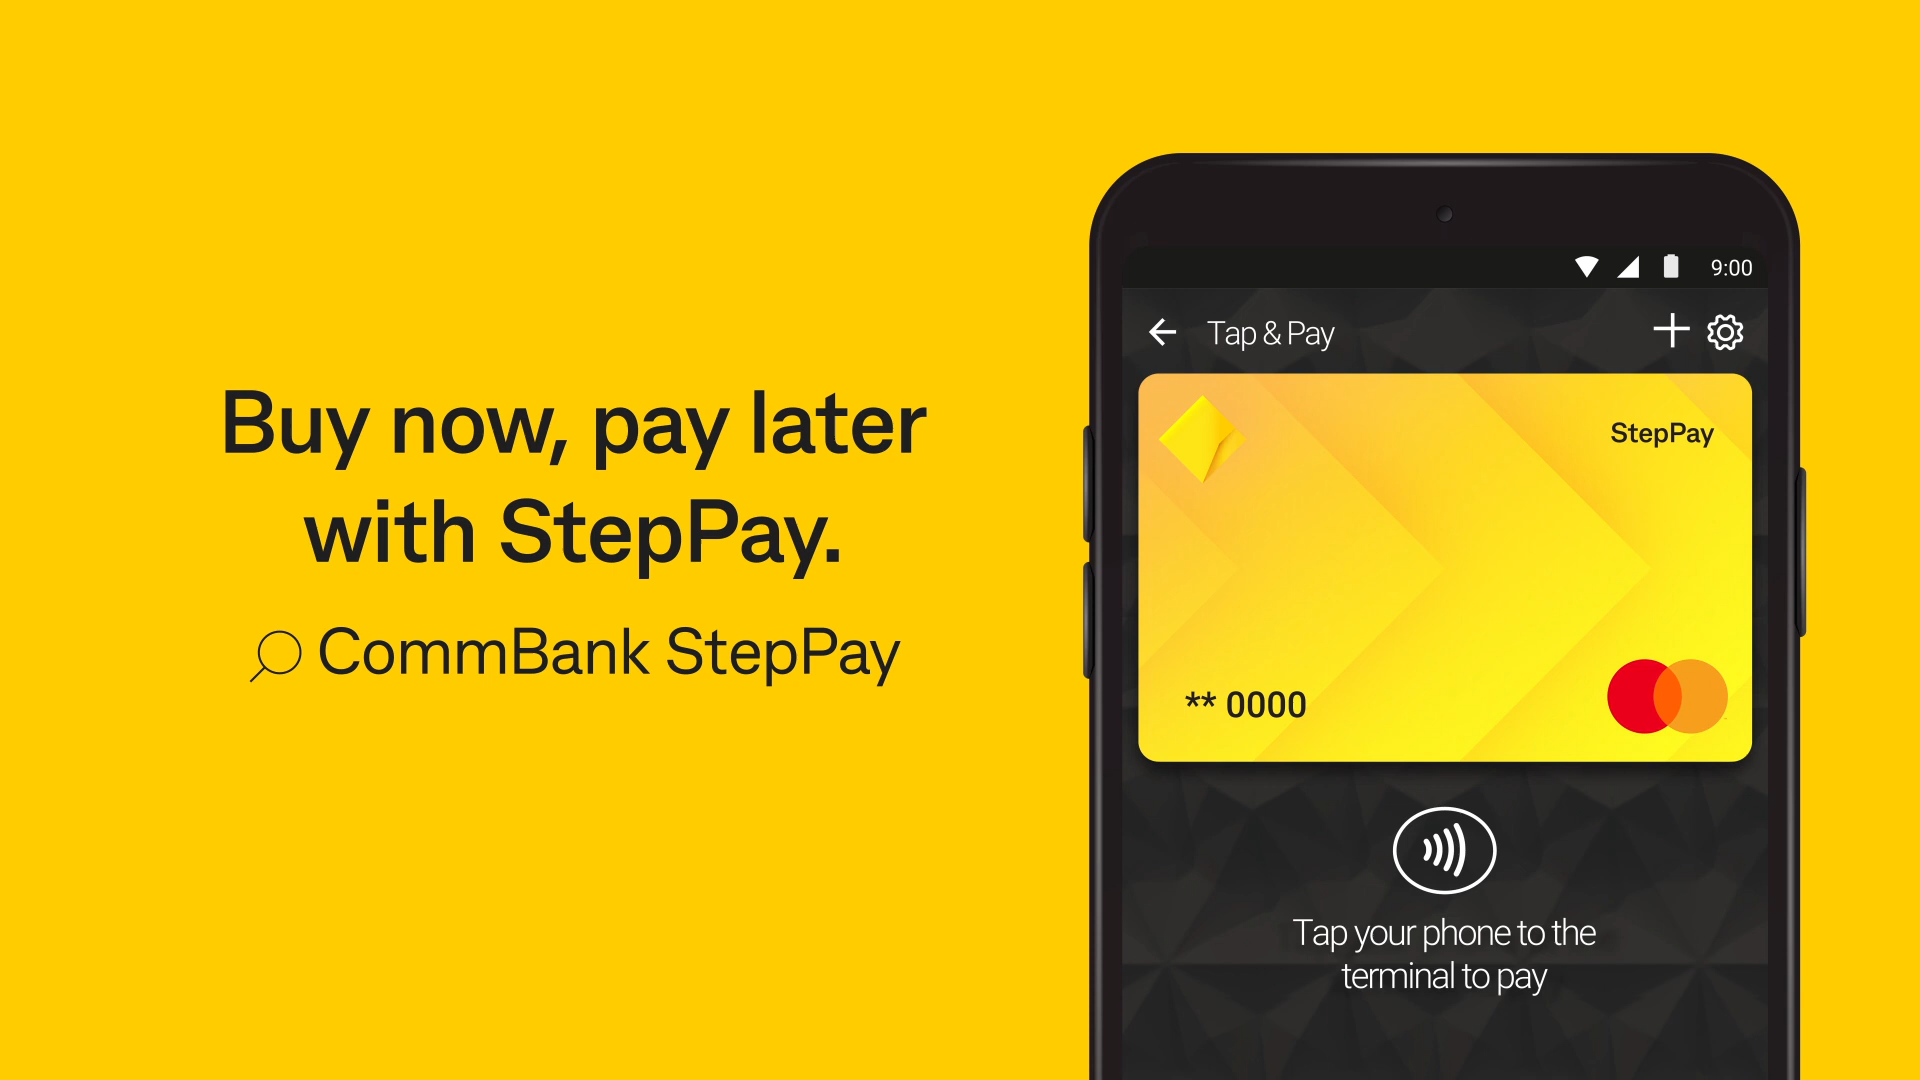 Buy now, pay later
with StepPay.
CommBank StepPay
9:00
Tap & Pay
StepPay
** 0000
Tap your phone to the
terminal to pay